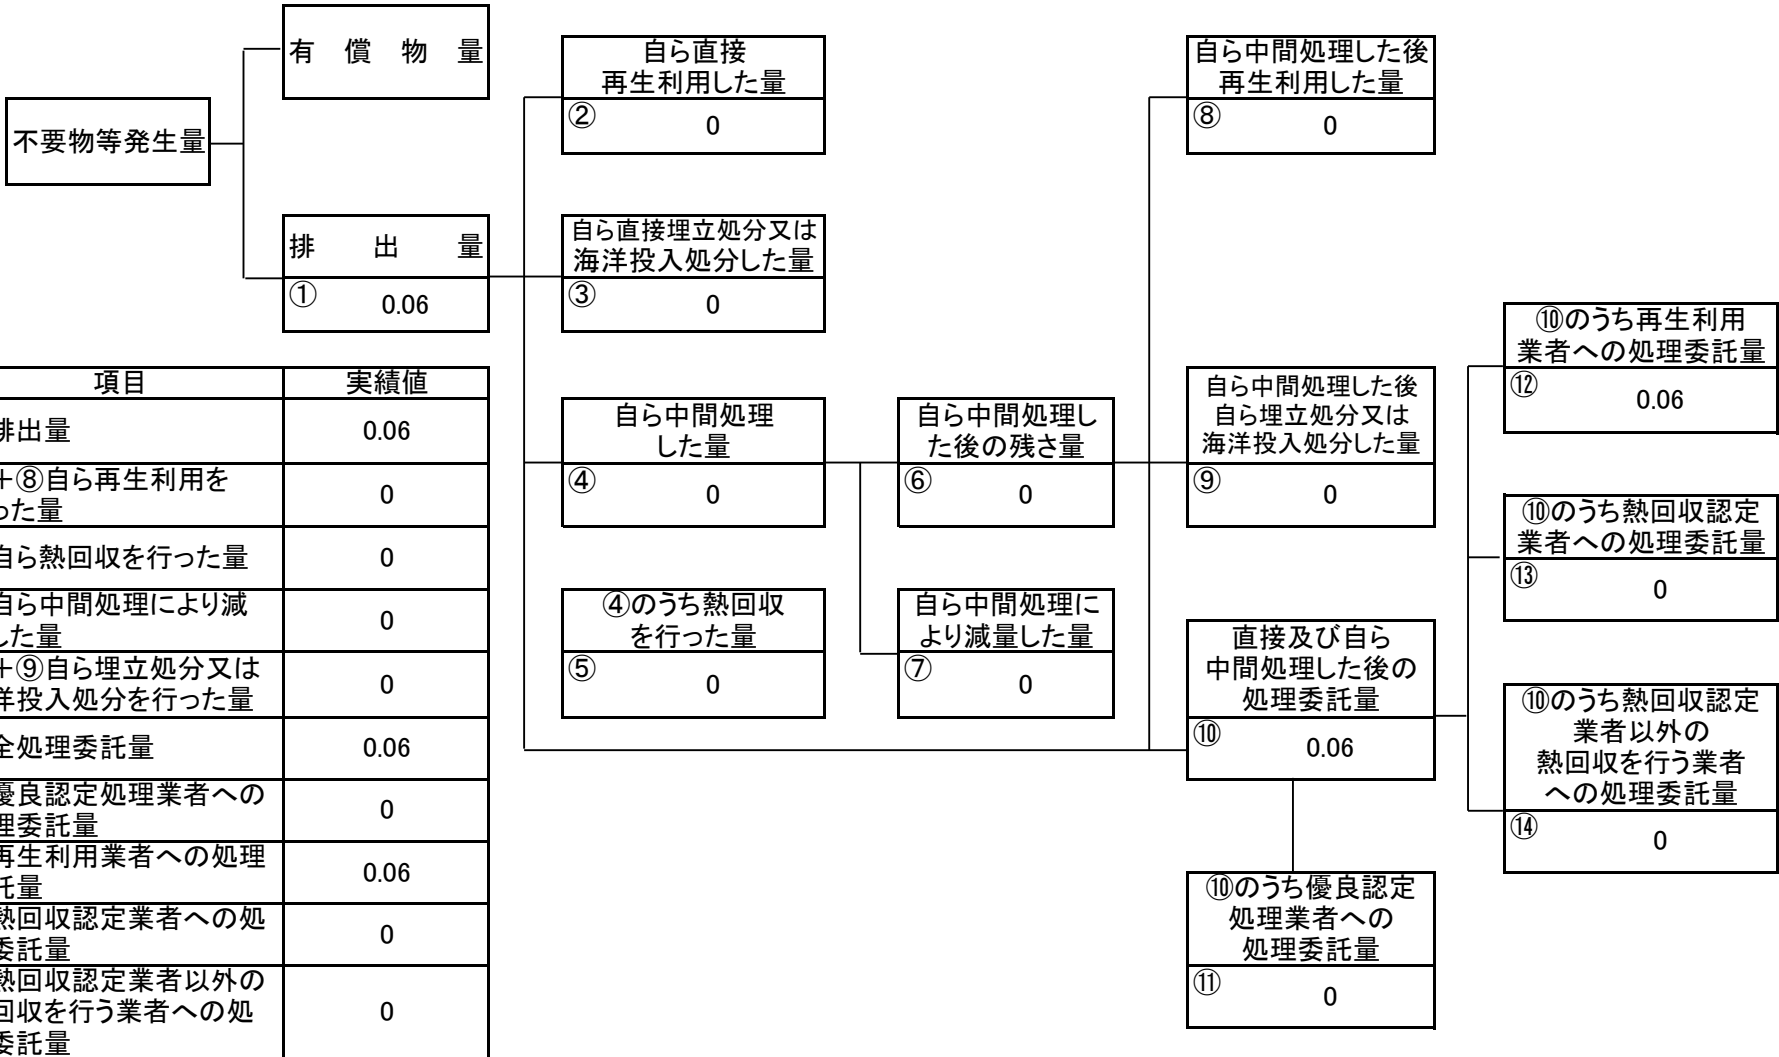 有償物量
不要物等発生量
排出量
① 0.06
自ら直接
再生利用した量
② 0
自ら直接埋立処分又は
海洋投入処分した量
③ 0
自ら中間処理
した量
④ 0
④のうち熱回収
を行った量
⑤ 0
自ら中間処理し
た後の残さ量
⑥ 0
自ら中間処理に
より減量した量
⑦ 0
自ら中間処理した後
再生利用した量
⑧ 0
自ら中間処理した後
自ら埋立処分又は
海洋投入処分した量
⑨ 0
直接及び自ら
中間処理した後の
処理委託量
⑩ 0.06
⑩のうち優良認定
処理業者への
処理委託量
⑪ 0
⑩のうち再生利用
業者への処理委託量
⑫ 0.06
⑩のうち熱回収認定
業者への処理委託量
⑬ 0
⑩のうち熱回収認定
業者以外の
熱回収を行う業者
への処理委託量
⑭ 0
項目 実績値
排出量 0.06
+⑧自ら再生利用を
った量 0
自ら熱回収を行った量 0
自ら中間処理により減
した量 0
+⑨自ら埋立処分又は
洋投入処分を行った量 0
全処理委託量 0.06
優良認定処理業者への
理委託量 0
再生利用業者への処理
託量 0.06
熱回収認定業者への処
委託量 0
熱回収認定業者以外の
回収を行う業者への処
委託量 0